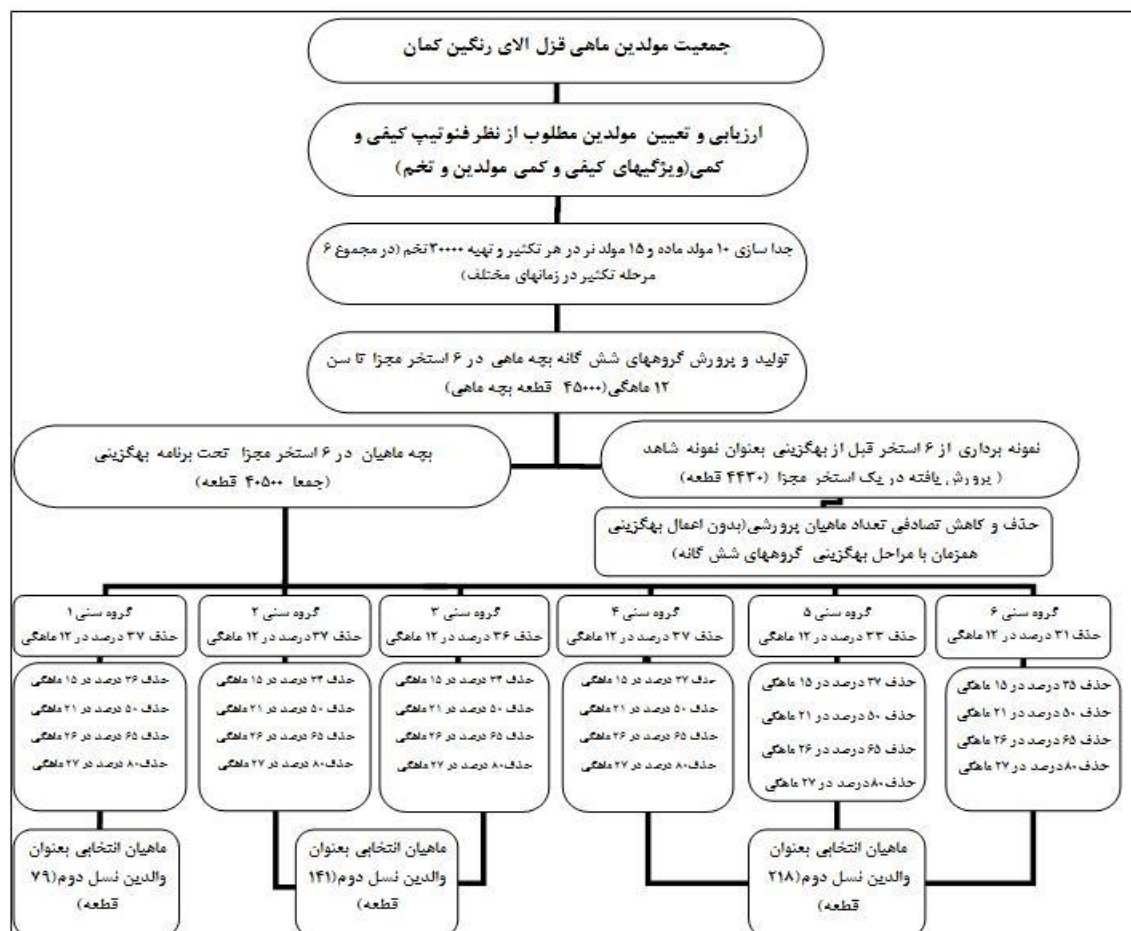 جمعیت مولدین ماهی قزل الای رنگین کمان
ارزیابی و تعیین مولدین مطلوب از نظر فنوتیپ کیفی و
کمی(ویژگیهای کیفی و کمی مولدین و تخم)
جدا سازی ۱۰ مولد ماده و ۱۵ مولد نر در هر تکثیر و تهیه ۳۰۰۰۰ تخم (در مجموع ۶
مرحله تکثیر در زمانهای مختلف)
تولید و پرورش گروههای شش گانه بچه ماهی در ۶ استخر مجزا تا سن
۱۲ ماهگی(۴۵۰۰۰ قطعه بچه ماهی)
نمونه برداری از ۶ استخر قبل از بهگزینی بعنوان نمونه شاهد
( پرورش یافته در یک استخر مجزا (۴۴۳۰ قطعه)
بچه ماهیان در ۶ استخر مجزا تحت برنامه بهگزینی
(جمعا ۴۰۵۰۰ قطعه)
حذف و کاهش تصادفی تعداد ماهیان پرورشی(بدون اعمال بهگزینی
همزمان با مراحل بهگزینی گروههای شش گانه)
گروه سنی ۶
حذف ۳۱ درصد در ۱۲ ماهگی
گروه سنی ۵
حذف ۳۳ درصد در ۱۲ ماهگی
گروه سنی ۴
حذف ۳۷ درصد در ۱۲ ماهگی
گروه سنی ۳
حذف ۳۶ درصد در ۱۲ ماهگی
گروه سنی ۲
حذف ۳۷ درصد در ۱۲ ماهگی
گروه سنی ۱
حذف ۳۷ درصد در ۱۲ ماهگی
حذف ۳۵ درصد در ۱۵ ماهگی
حذف ۵۰ درصد در ۲۱ ماهگی
حذف ۶۵ درصد در ۲۶ ماهگی
حذف ۸۰ درصد در ۲۷ ماهگی
حذف ۳۷ درصد در ۱۵ ماهگی
حذف ۵۰ درصد در ۲۱ ماهگی
حذف ۶۵ درصد در ۲۶ ماهگی
حذف ۸۰ درصد در ۲۷ ماهگی
حذف ۳۷ درصد در ۱۵ ماهگی
حذف ۵۰ درصد در ۲۱ ماهگی
حذف ۶۵ درصد در ۲۶ ماهگی
حذف ۸۰ درصد در ۲۷ ماهگی
حذف ۳۴ درصد در ۱۵ ماهگی
حذف ۵۰ درصد در ۲۱ ماهگی
حذف ۶۵ درصد در ۲۶ ماهگی
حذف ۸۰ درصد در ۲۷ ماهگی
حذف ۳۴ درصد در ۱۵ ماهگی
حذف ۵۰ درصد در ۲۱ ماهگی
حذف ۶۵ درصد در ۲۶ ماهگی
حذف ۸۰ درصد در ۲۷ ماهگی
حذف ۳۶ درصد در ۱۵ ماهگی
حذف ۵۰ درصد در ۲۱ ماهگی
حذف ۶۵ درصد در ۲۶ ماهگی
حذف ۸۰ درصد در ۲۷ ماهگی
ماهیان انتخابی بعنوان
والدین نسل دوم(۲۱۸
قطعه)
ماهیان انتخابی بعنوان
والدین نسل دوم(۱۴۱
قطعه)
ماهیان انتخابی بعنوان
والدین نسل دوم(۷۹
قطعه)